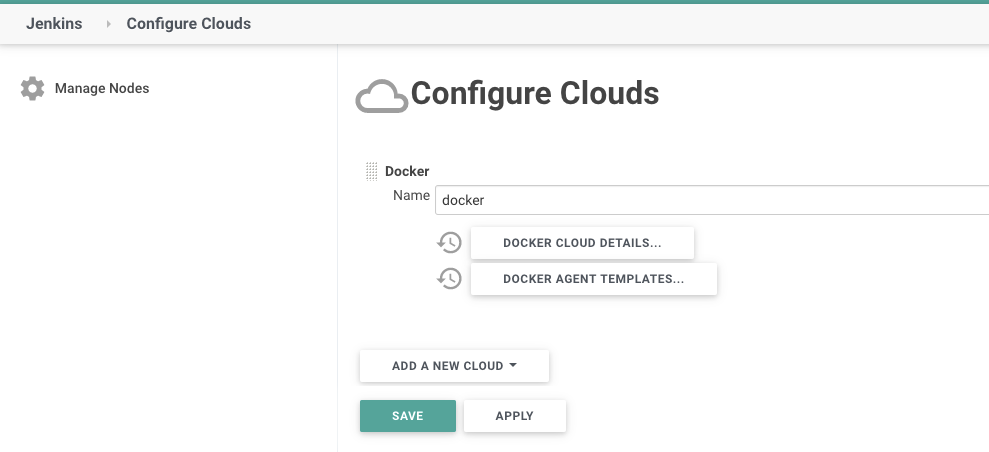 Jenkins Configure Clouds
Manage Nodes
Configure Clouds
Docker
Name docker
DOCKER CLOUD DETAILS...
DOCKER AGENT TEMPLATES...
ADD A NEW CLOUD
SAVE APPLY